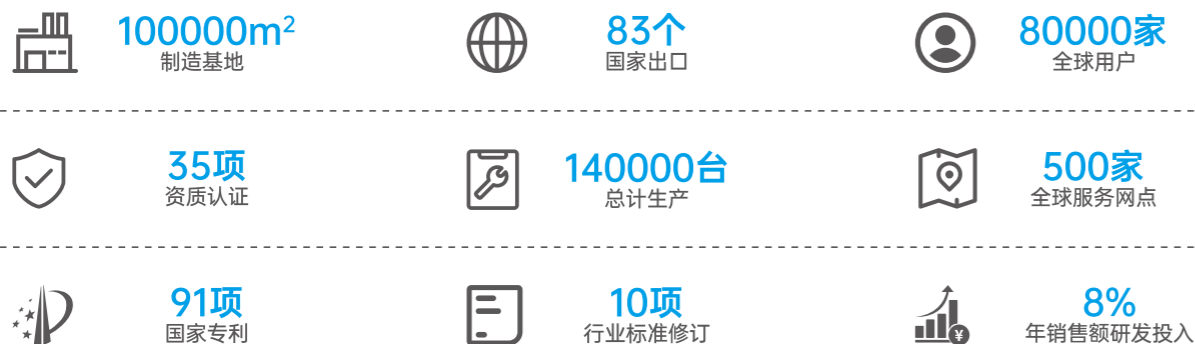 100000m²
制造基地
83个
国家出口
80000家
全球用户
35项
资质认证
140000台
总计生产
500家
全球服务网点
91项
国家专利
10项
行业标准修订
¥
8%
年销售额研发投入